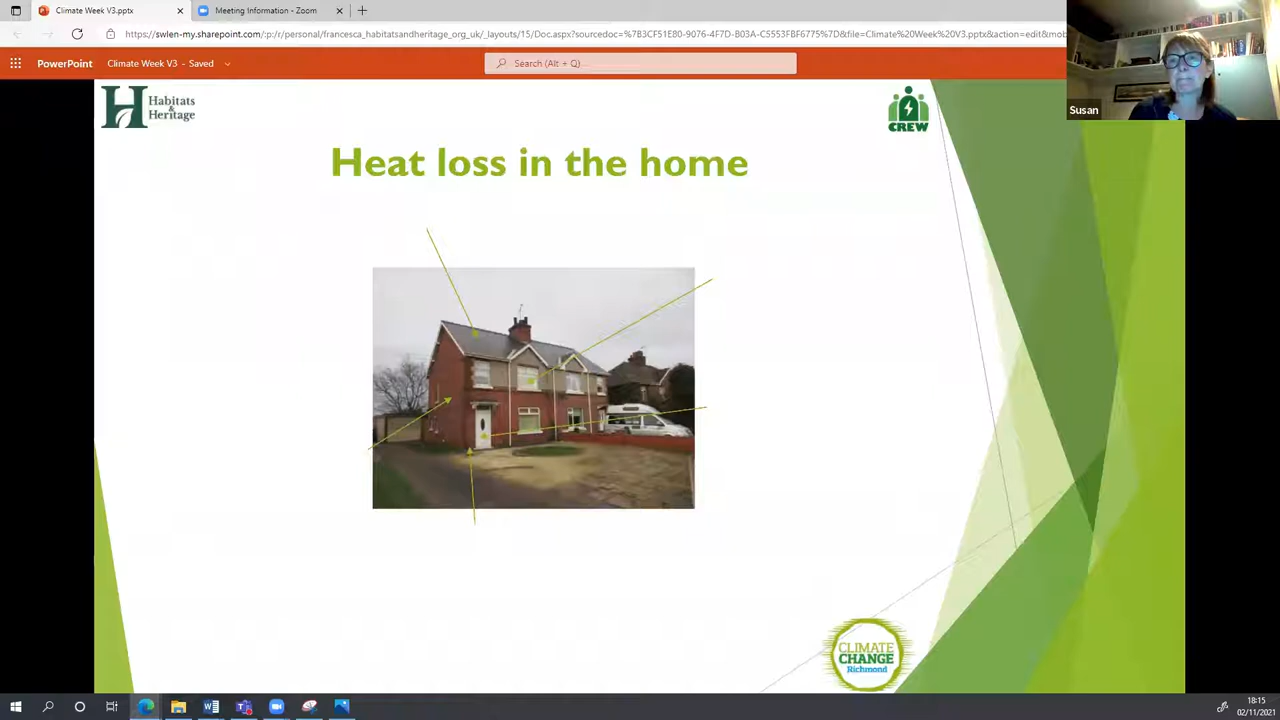 Climate Week V3.pptx
Meeting Information - Zoom
https://swlen-my.sharepoint.com/:p:/r/personal/francesca_habitatsandheritage_org_uk/_layouts/15/Doc.aspx?sourcedoc=%7B3CF51E80-9076-4F7D-B03A-C5553FBF6775%7D&file=Climate%20Week%20V3.pptx&action=edit&mob
PowerPoint
Climate Week V3 - Saved
Search (Alt + Q)
Susan
Habitats
&
Heritage
CREW
Heat loss in the home
CLIMATE
CHANGE
Richmond
18:15
02/11/2021